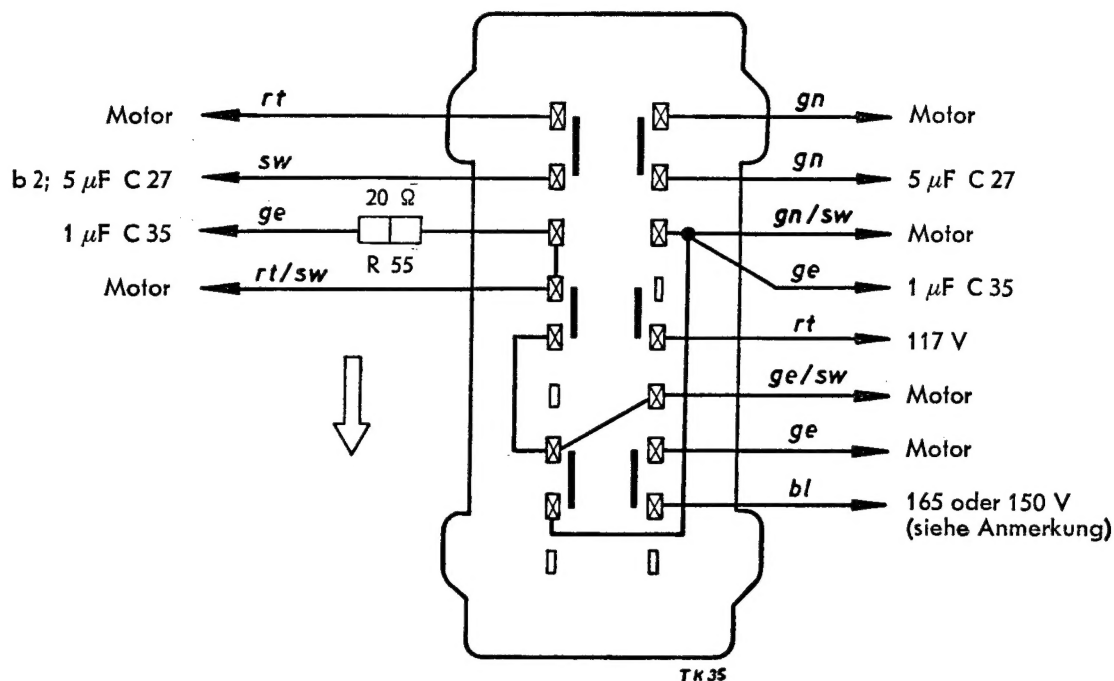 rt
Motor
gn
Motor
sw
b 2; 5 µF C 27
gn
5 µF C 27
20 Ω
ge
1 µF C 35
R 55
gn/sw
Motor
rt/sw
Motor
ge
1 µF C 35
rt
117 V
ge/sw
Motor
ge
Motor
bl
165 oder 150 V
(siehe Anmerkung)
TK35